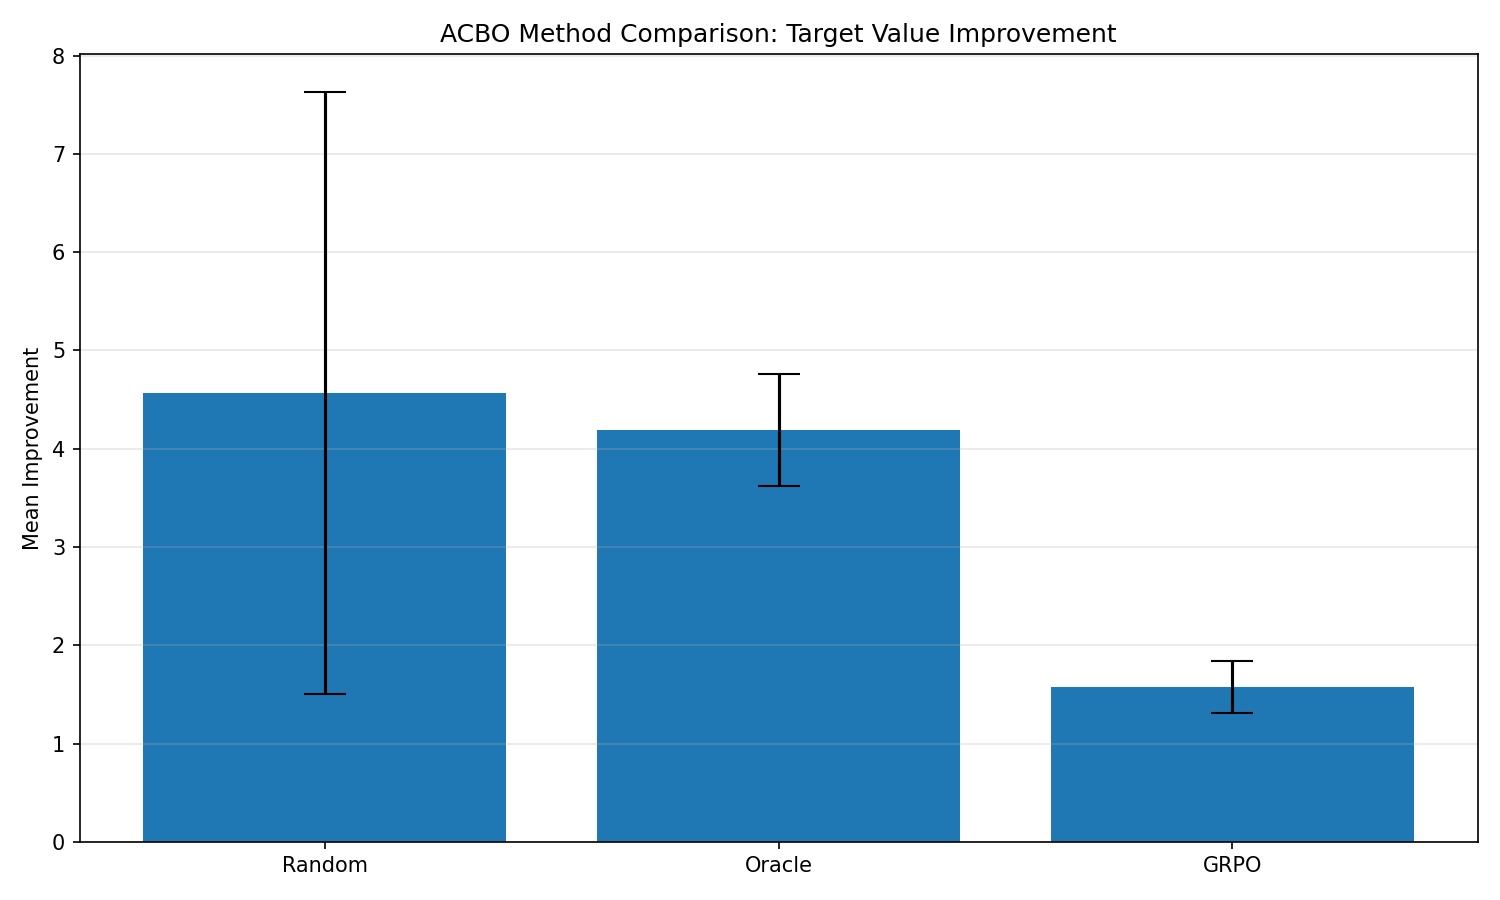 ACBO Method Comparison: Target Value Improvement
8
7
6
5
4
3
2
1
0
Mean Improvement
Random
Oracle
GRPO